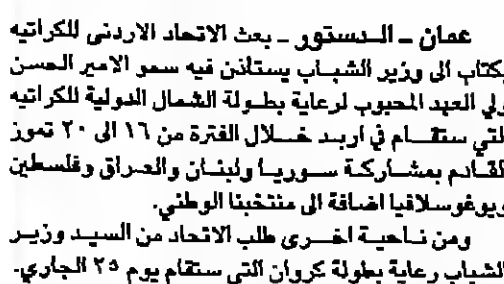 عمان ـ الـدستور ـ بعث الاتحاد الاردني للكراتيه
بكتاب الى وزير الشباب يستأذن فيه سمو الامير الحسن
ولي العهد المحبوب لرعاية بطولة الشمال الدولية للكراتيه
التي ستقام في اربد خلال الفترة من ١٦ الى ٢٠ تموز
القادم بمشاركة سوريا ولبنان والعراق وفلسطين
ويوغوسلافيا اضافة الى منتخبنا الوطني.
ومن ناحية اخرى طلب الاتحاد من السيد وزير
الشباب رعاية بطولة كروان التي ستقام يوم ٢٥ الجاري.